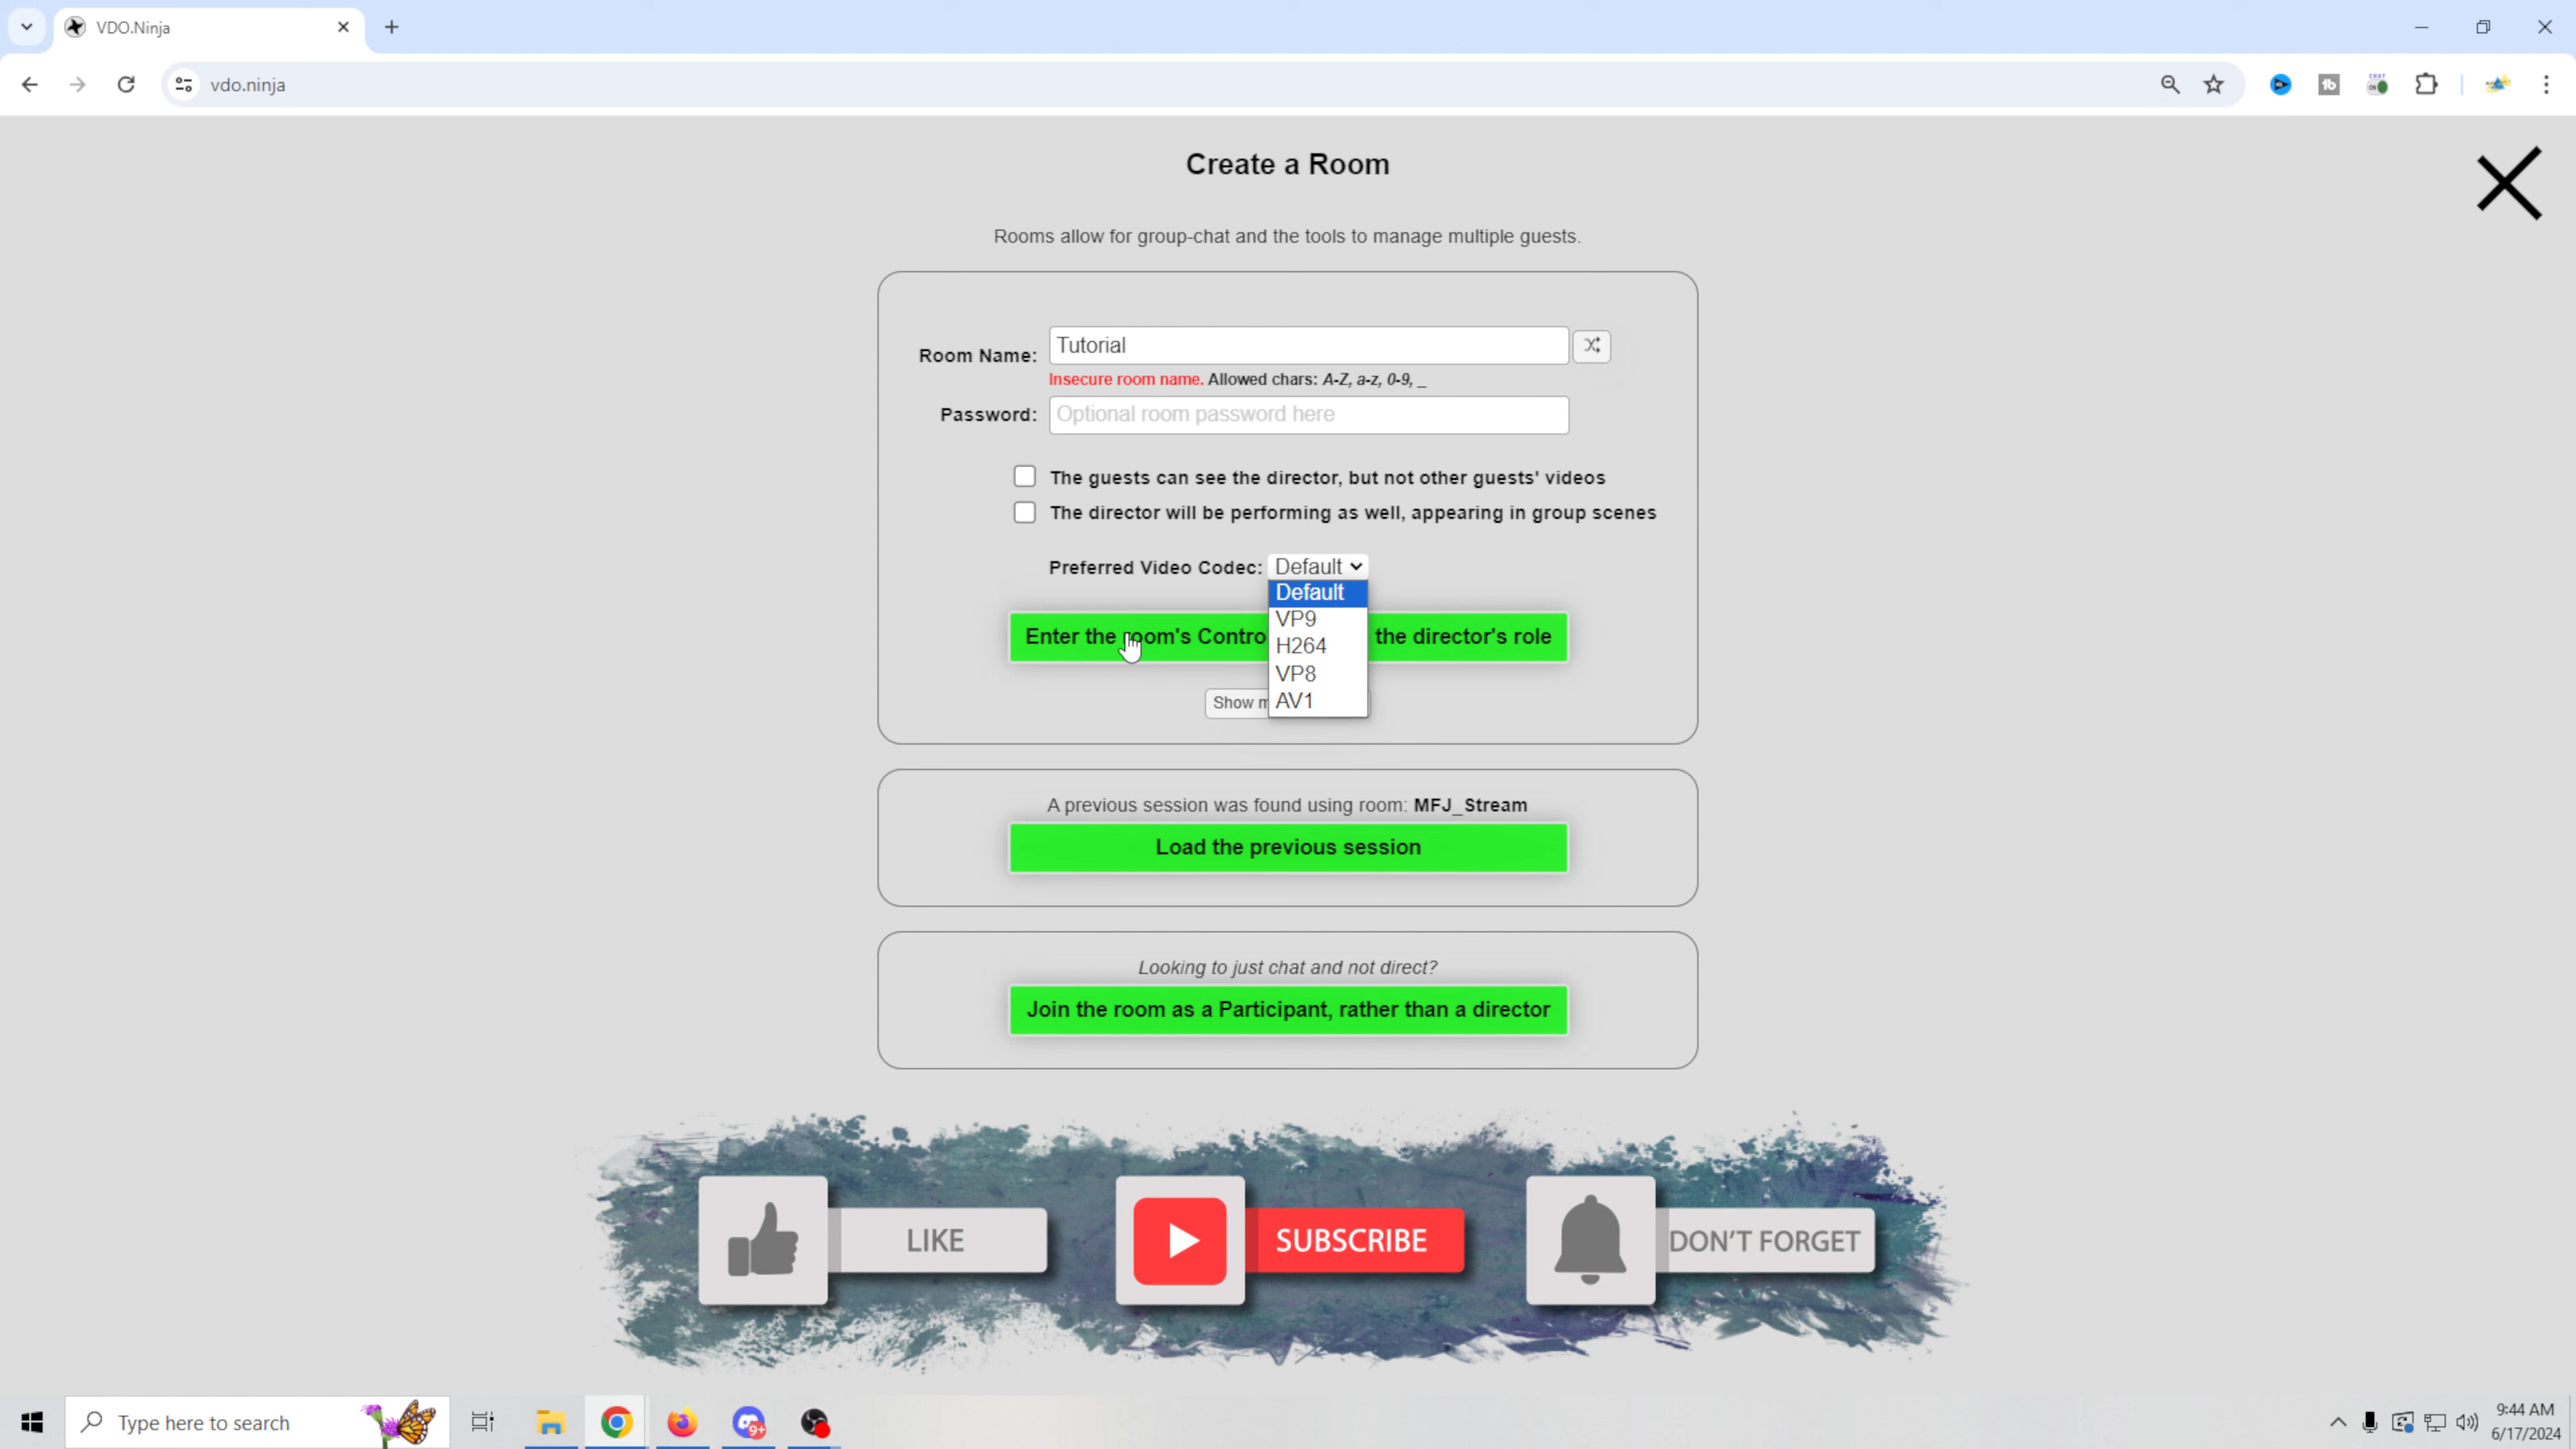 VDO.Ninja
vdo.ninja
Create a Room
Rooms allow for group-chat and the tools to manage multiple guests.
Room Name: Tutorial
Insecure room name. Allowed chars: A-Z, a-z, 0-9, _
Password: Optional room password here
The guests can see the director, but not other guests' videos
The director will be performing as well, appearing in group scenes
Preferred Video Codec: Default
Default
VP9
Enter the room's Contro the director's role
H264
VP8
Show m
AV1
A previous session was found using room: MFJ_Stream
Load the previous session
Looking to just chat and not direct?
Join the room as a Participant, rather than a director
LIKE
SUBSCRIBE
DON'T FORGET
Type here to search
9+
9:44 AM
6/17/2024